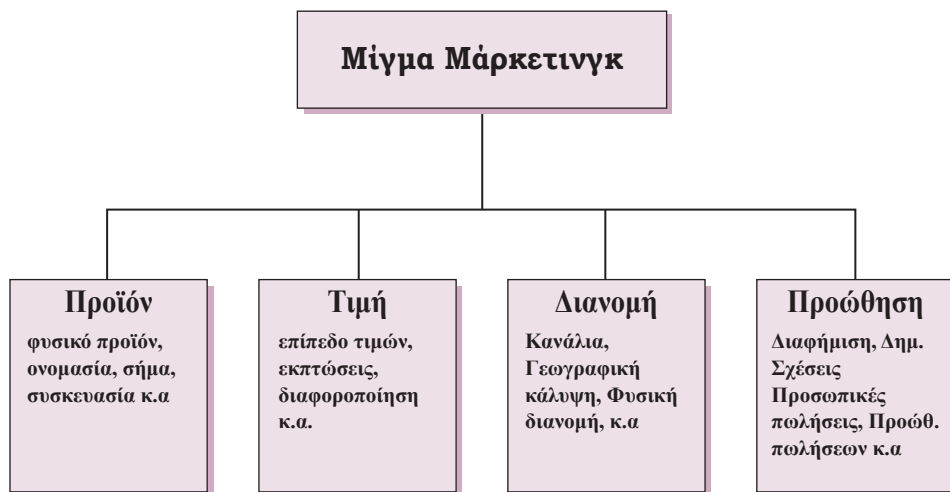 Μίγμα Μάρκετινγκ
Προϊόν
φυσικό προϊόν,
ονομασία, σήμα,
συσκευασία κ.α
Τιμή
επίπεδο τιμών,
εκπτώσεις,
διαφοροποίηση
κ.α.
Διανομή
Κανάλια,
Γεωγραφική
κάλυψη, Φυσική
διανομή, κ.α
Προώθηση
Διαφήμιση, Δημ.
Σχέσεις
Προσωπικές
πωλήσεις, Προώθ.
πωλήσεων κ.α